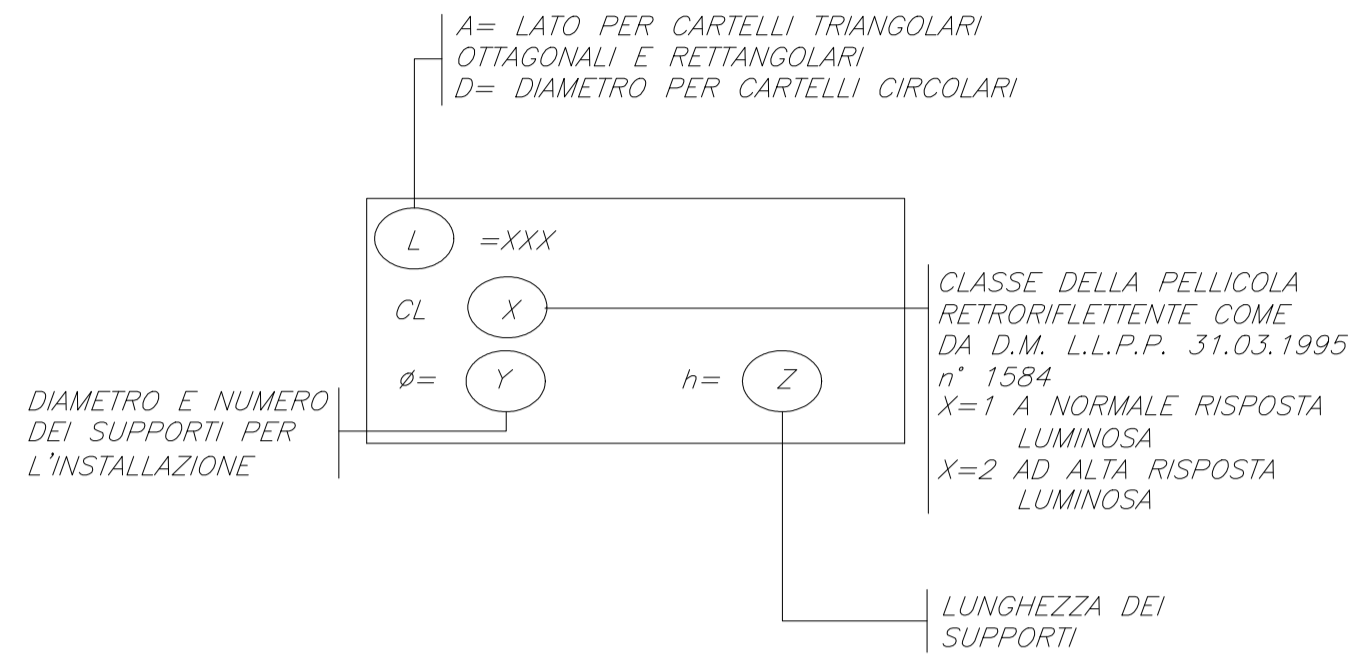 A= LATO PER CARTELLI TRIANGOLARI
OTTAGONALI E RETTANGOLARI
D= DIAMETRO PER CARTELLI CIRCOLARI
L =XXX
CL X
ø= Y h= Z
CLASSE DELLA PELLICOLA
RETRORIFLETTENTE COME
DA D.M. L.L.P.P. 31.03.1995
n° 1584
X=1 A NORMALE RISPOSTA
LUMINOSA
X=2 AD ALTA RISPOSTA
LUMINOSA
DIAMETRO E NUMERO
DEI SUPPORTI PER
L'INSTALLAZIONE
LUNGHEZZA DEI
SUPPORTI